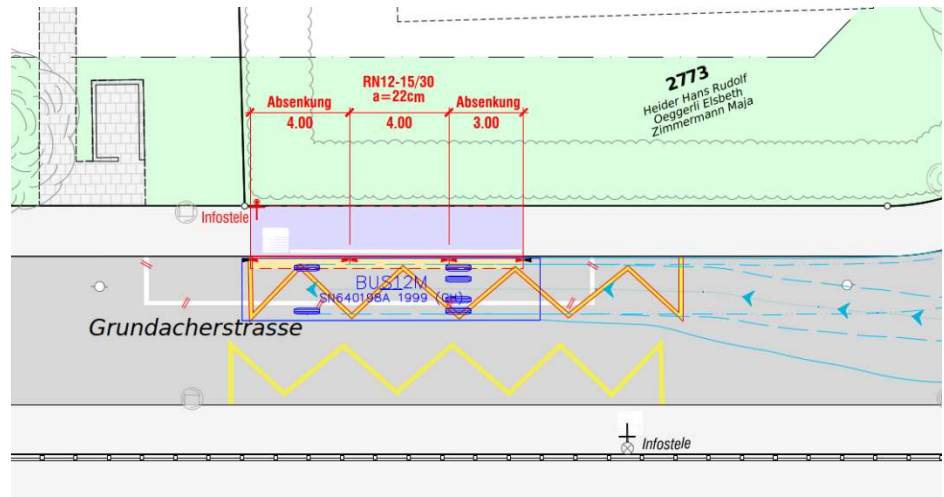 RN12-15/30
a=22cm
Absenkung
Absenkung
4.00
4.00
3.00
2773
Heider Hans Rudolf
Oeggerli Elsbeth
Zimmermann Maja
Infostele
BUS12M
SN640198A 1999 (CH)
Grundacherstrasse
Infostele